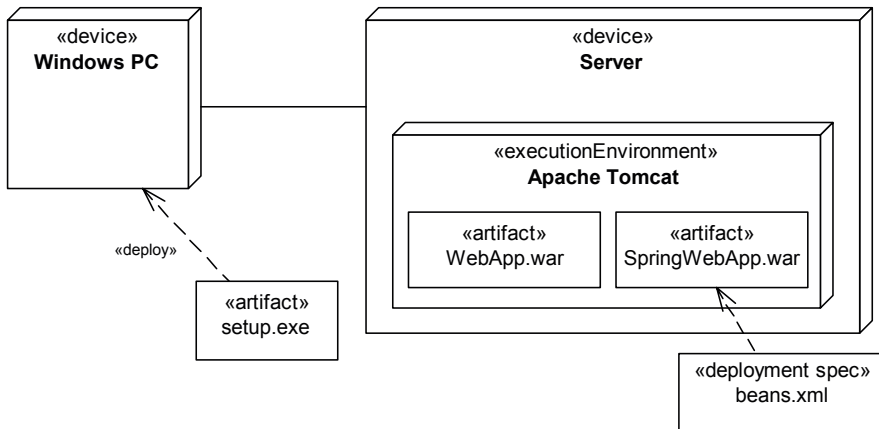 «device»
Windows PC
«device»
Server
«executionEnvironment»
Apache Tomcat
«artifact»
WebApp.war
«artifact»
SpringWebApp.war
«deploy»
«artifact»
setup.exe
«deployment spec»
beans.xml